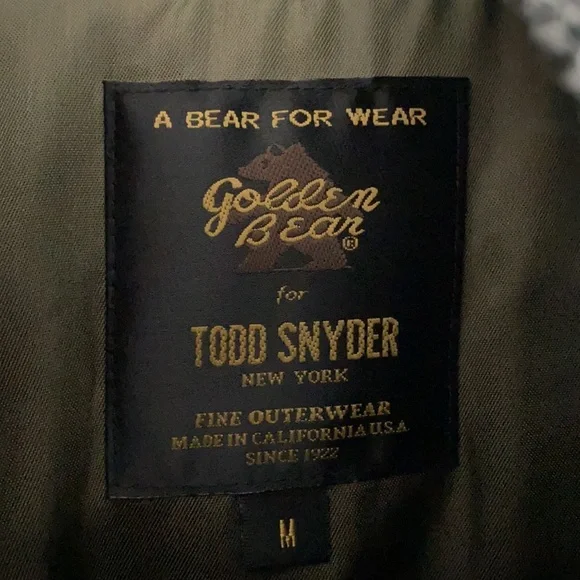 A BEAR FOR WEAR
Golden
Bear®
for
TODD SNYDER
NEW YORK
FINE OUTERWEAR
MADE IN CALIFORNIA U.S.A.
SINCE 1922
M